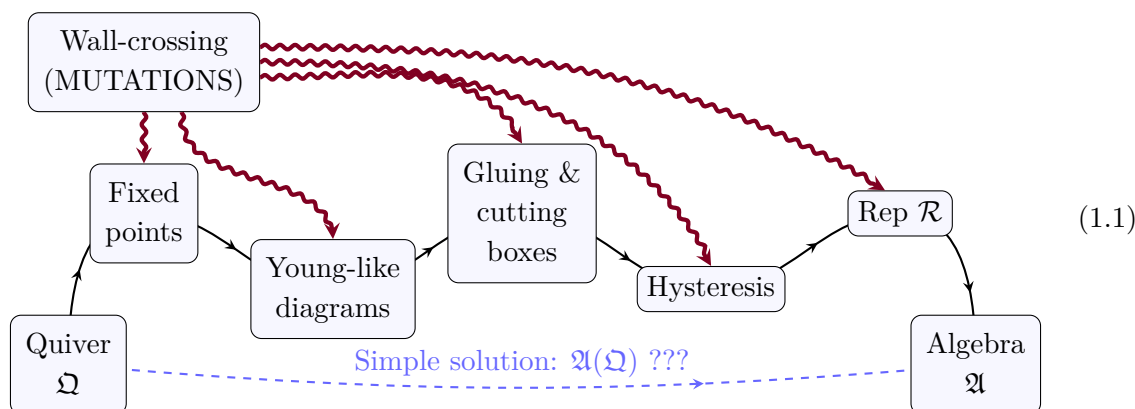 Wall-crossing
(MUTATIONS)
Fixed
points
Young-like
diagrams
Gluing &
cutting
boxes
Hysteresis
Rep ℛ
(1.1)
Quiver
𝔔
Simple solution: 𝔄(𝔔) ???
Algebra
𝔄